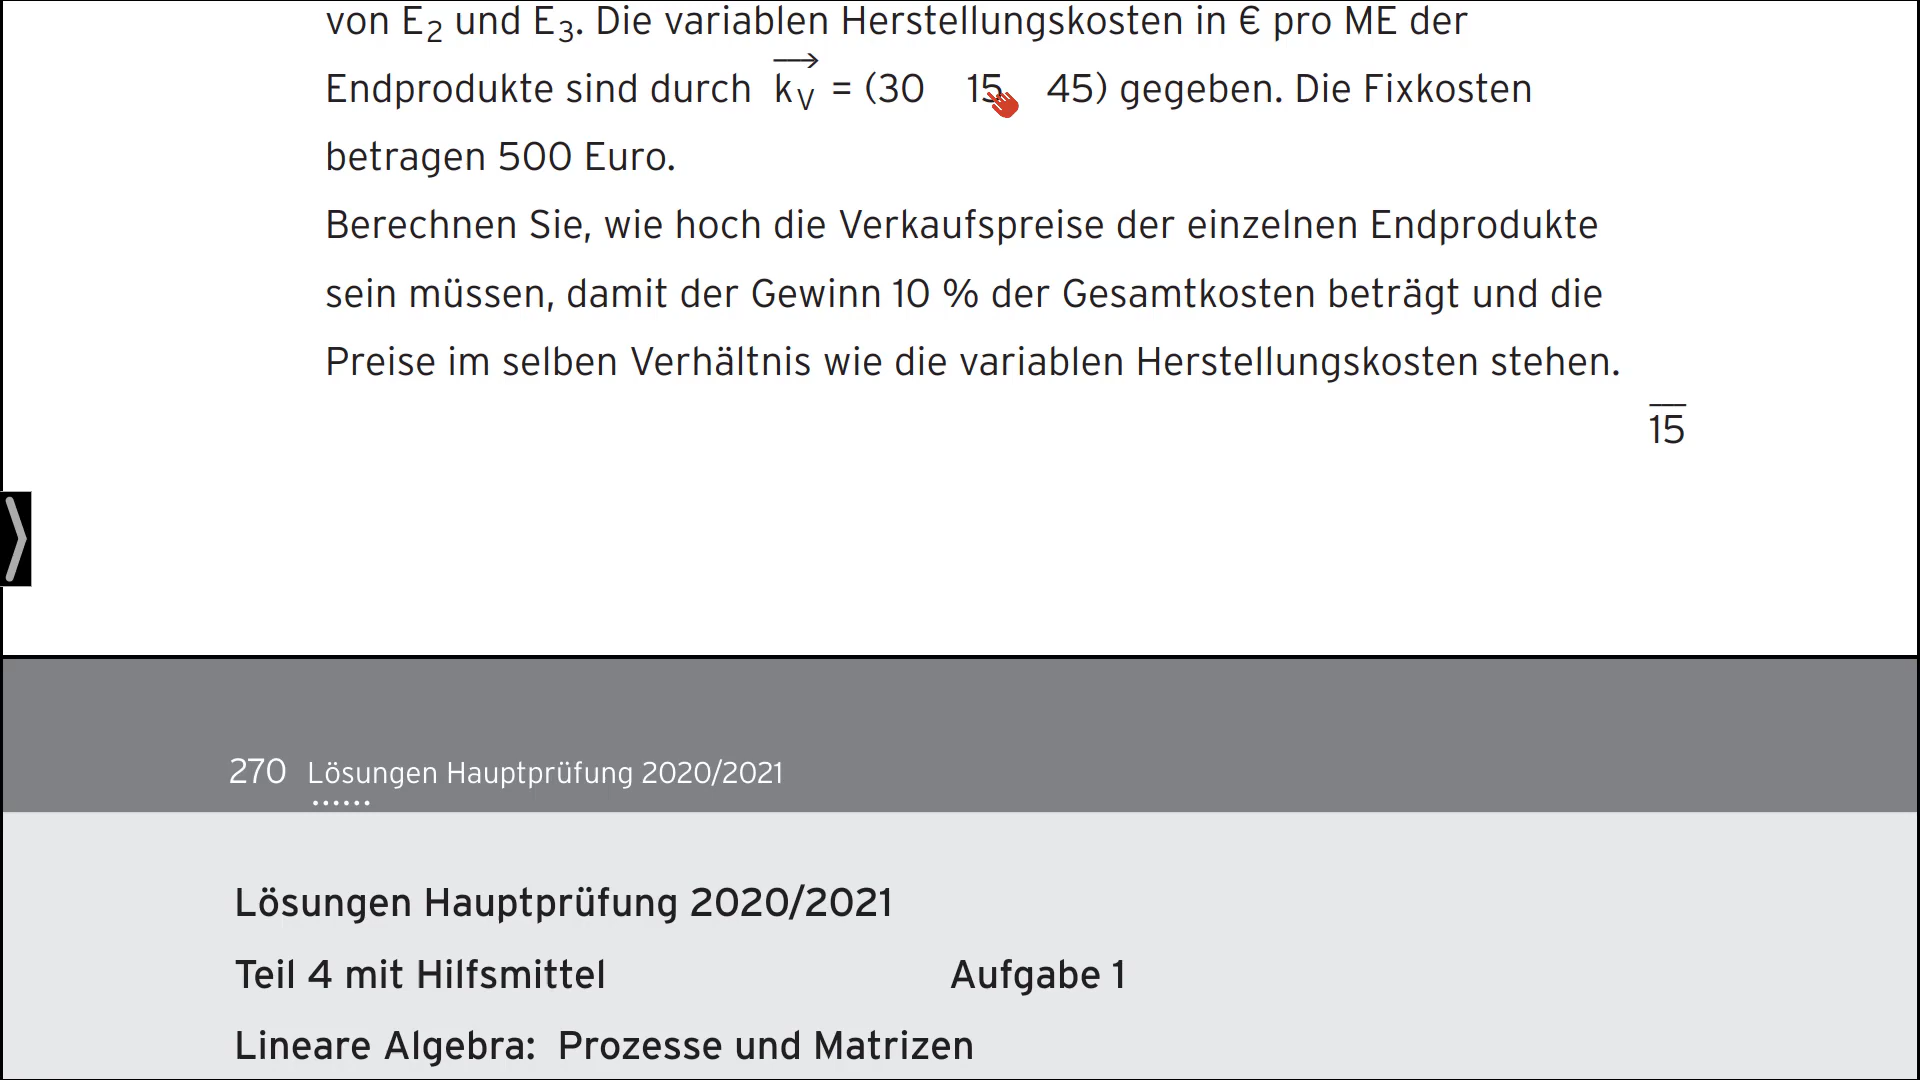 von E₂ und E₃. Die variablen Herstellungskosten in € pro ME der
Endprodukte sind durch k⃗ᵥ = (30 15 45) gegeben. Die Fixkosten
betragen 500 Euro.
Berechnen Sie, wie hoch die Verkaufspreise der einzelnen Endprodukte
sein müssen, damit der Gewinn 10 % der Gesamtkosten beträgt und die
Preise im selben Verhältnis wie die variablen Herstellungskosten stehen.
15
270 Lösungen Hauptprüfung 2020/2021
Lösungen Hauptprüfung 2020/2021
Teil 4 mit Hilfsmittel Aufgabe 1
Lineare Algebra: Prozesse und Matrizen